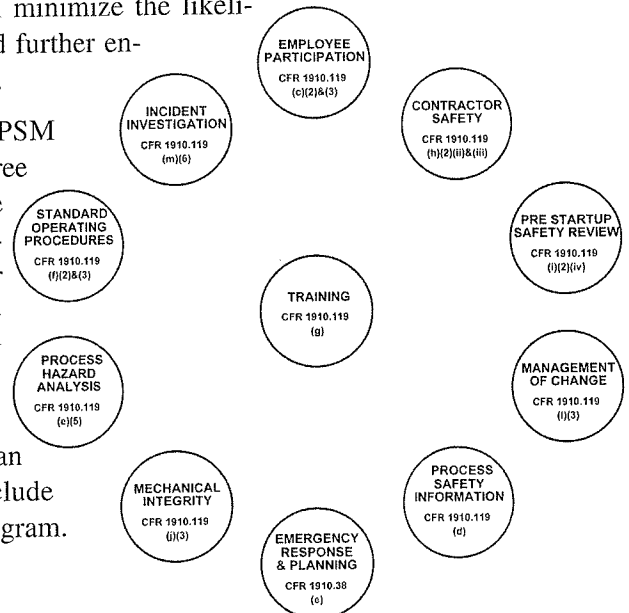 minimize the likeli-
further en-
PSM
ree
an
clude
gram.
EMPLOYEE
PARTICIPATION
CFR 1910.119
(c)(2)&(3)
CONTRACTOR
SAFETY
CFR 1910.119
(h)(2)(ii)&(iii)
PRE STARTUP
SAFETY REVIEW
CFR 1910.119
(i)(2)(iv)
MANAGEMENT
OF CHANGE
CFR 1910.119
(l)(3)
PROCESS
SAFETY
INFORMATION
CFR 1910.119
(d)
EMERGENCY
RESPONSE
& PLANNING
CFR 1910.38
(e)
MECHANICAL
INTEGRITY
CFR 1910.119
(j)(3)
PROCESS
HAZARD
ANALYSIS
CFR 1910.119
(e)(5)
STANDARD
OPERATING
PROCEDURES
CFR 1910.119
(f)(2)&(3)
INCIDENT
INVESTIGATION
CFR 1910.119
(m)(6)
TRAINING
CFR 1910.119
(g)